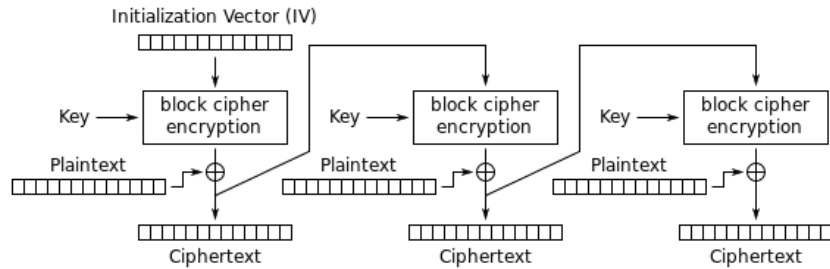 Initialization Vector (IV)
Key
block cipher
encryption
Key
block cipher
encryption
Key
block cipher
encryption
Plaintext
Plaintext
Plaintext
Ciphertext
Ciphertext
Ciphertext